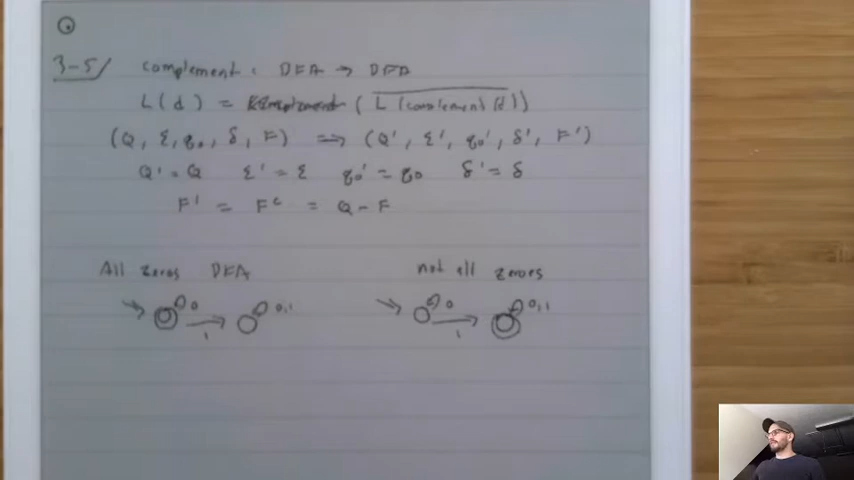 3-5/ complement : DFA → DFA
L(d) = ( L (complement d))
(Q, Σ, q₀, δ, F) ⟹ (Q', Σ', q₀', δ', F')
Q' = Q Σ' = Σ q₀' = q₀ δ' = δ
F' = Fᶜ = Q - F
All zeros DFA not all zeros
0 0,1 0 0,1
1 1